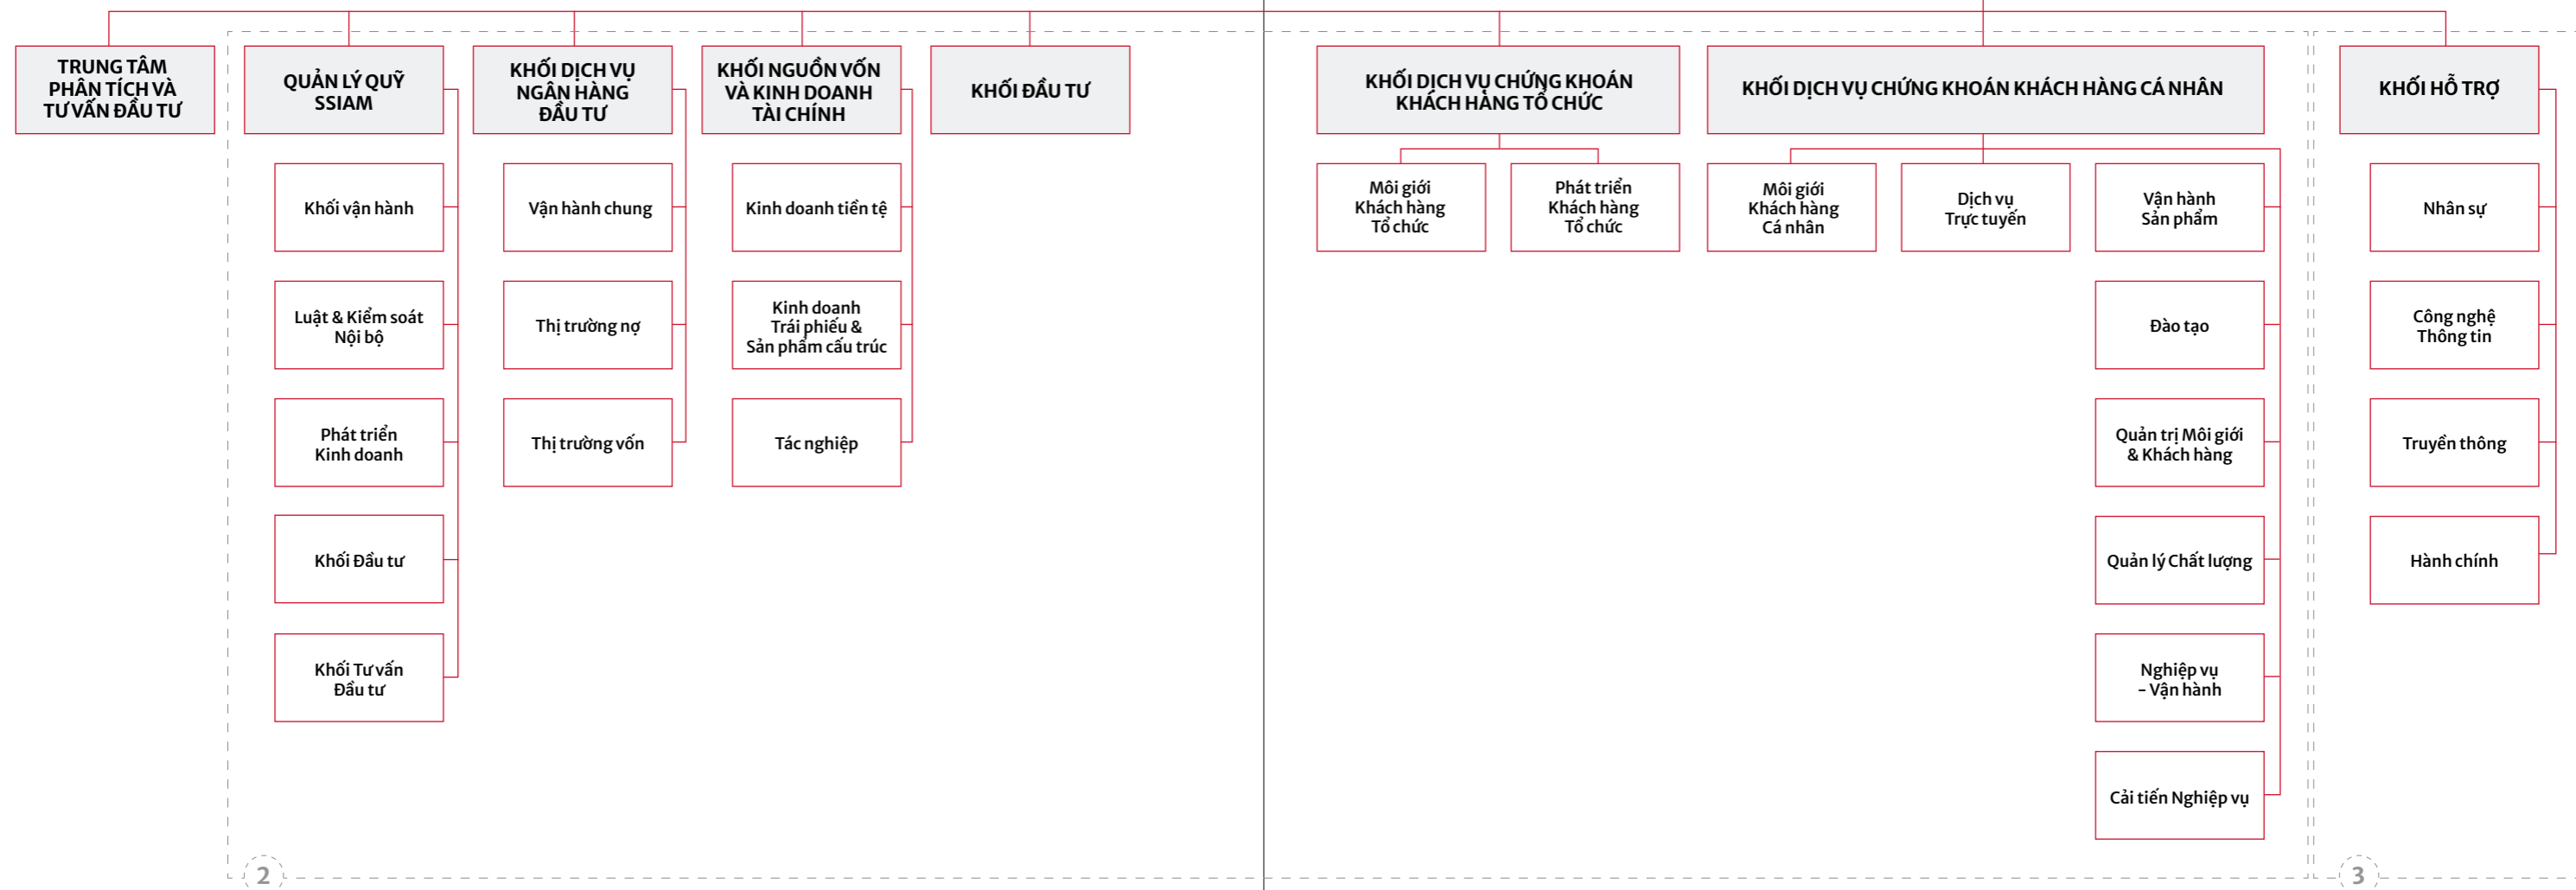 TRUNG TÂM
PHÂN TÍCH VÀ
TƯ VẤN ĐẦU TƯ
QUẢN LÝ QUỸ
SSIAM
Khối vận hành
Luật & Kiểm soát
Nội bộ
Phát triển
Kinh doanh
Khối Đầu tư
Khối Tư vấn
Đầu tư
KHỐI DỊCH VỤ
NGÂN HÀNG
ĐẦU TƯ
Vận hành chung
Thị trường nợ
Thị trường vốn
KHỐI NGUỒN VỐN
VÀ KINH DOANH
TÀI CHÍNH
Kinh doanh tiền tệ
Kinh doanh
Trái phiếu &
Sản phẩm cấu trúc
Tác nghiệp
KHỐI ĐẦU TƯ
KHỐI DỊCH VỤ CHỨNG KHOÁN
KHÁCH HÀNG TỔ CHỨC
Môi giới
Khách hàng
Tổ chức
Phát triển
Khách hàng
Tổ chức
KHỐI DỊCH VỤ CHỨNG KHOÁN KHÁCH HÀNG CÁ NHÂN
Môi giới
Khách hàng
Cá nhân
Dịch vụ
Trực tuyến
Vận hành
Sản phẩm
Đào tạo
Quản trị Môi giới
& Khách hàng
Quản lý Chất lượng
Nghiệp vụ
– Vận hành
Cải tiến Nghiệp vụ
2
KHỐI HỖ TRỢ
Nhân sự
Công nghệ
Thông tin
Truyền thông
Hành chính
3